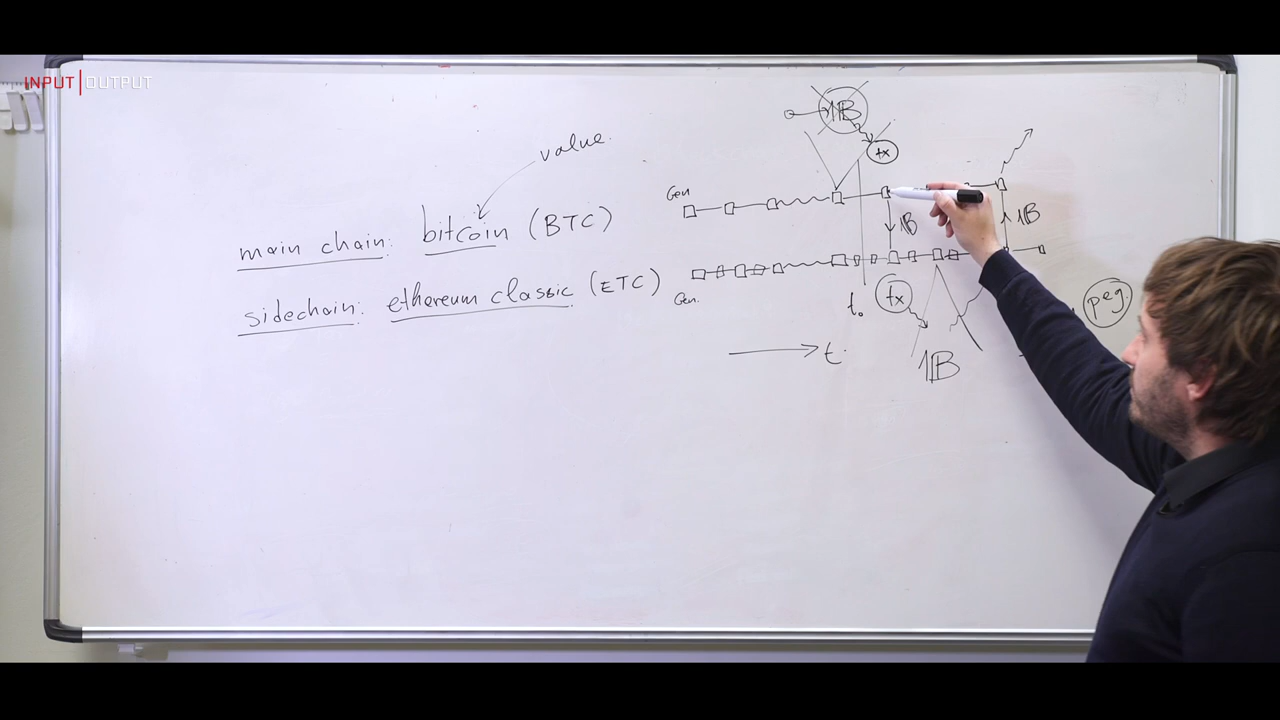 INPUT|OUTPUT
value.
main chain: bitcoin (BTC)
sidechain: ethereum classic (ETC)
1B
tx
Gen
1B
1B
Gen.
t₀
tx
peg.
t.
1B